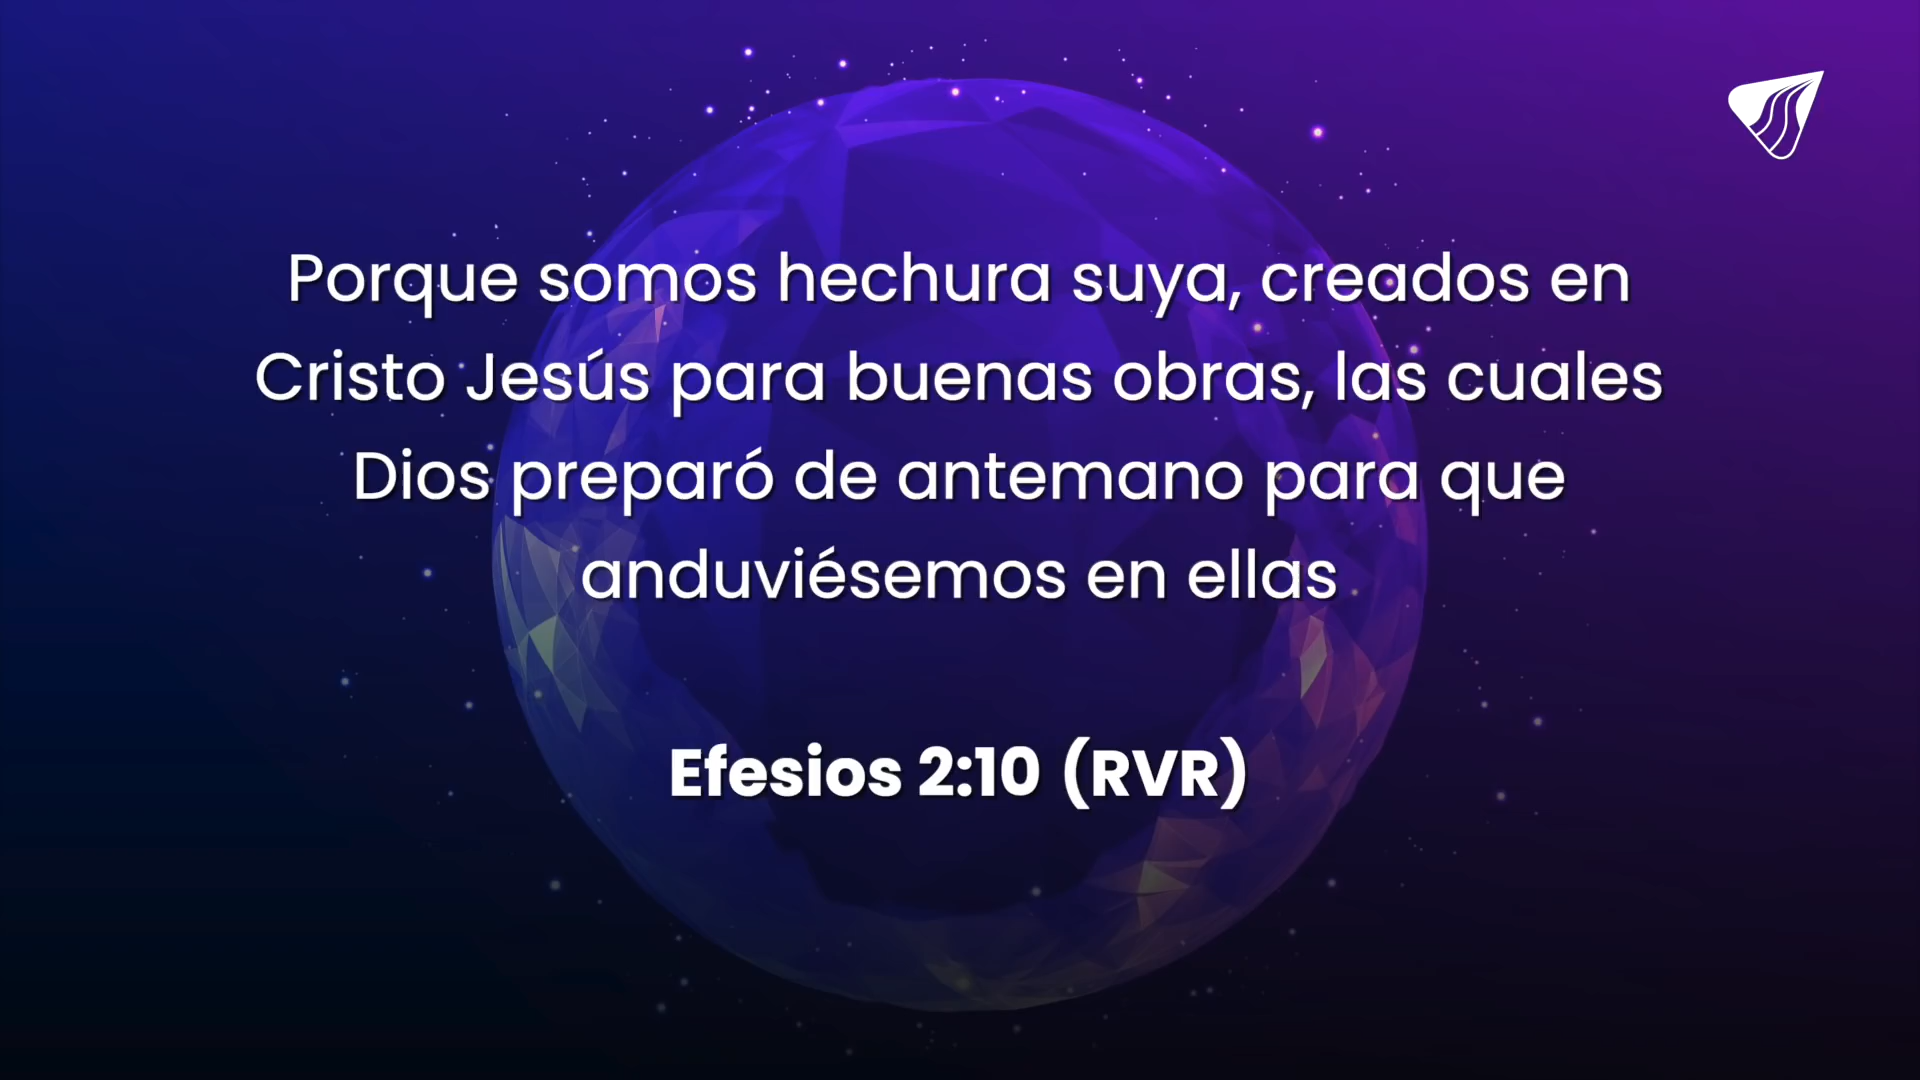 Porque somos hechura suya, creados en
Cristo Jesús para buenas obras, las cuales
Dios preparó de antemano para que
anduviésemos en ellas
Efesios 2:10 (RVR)